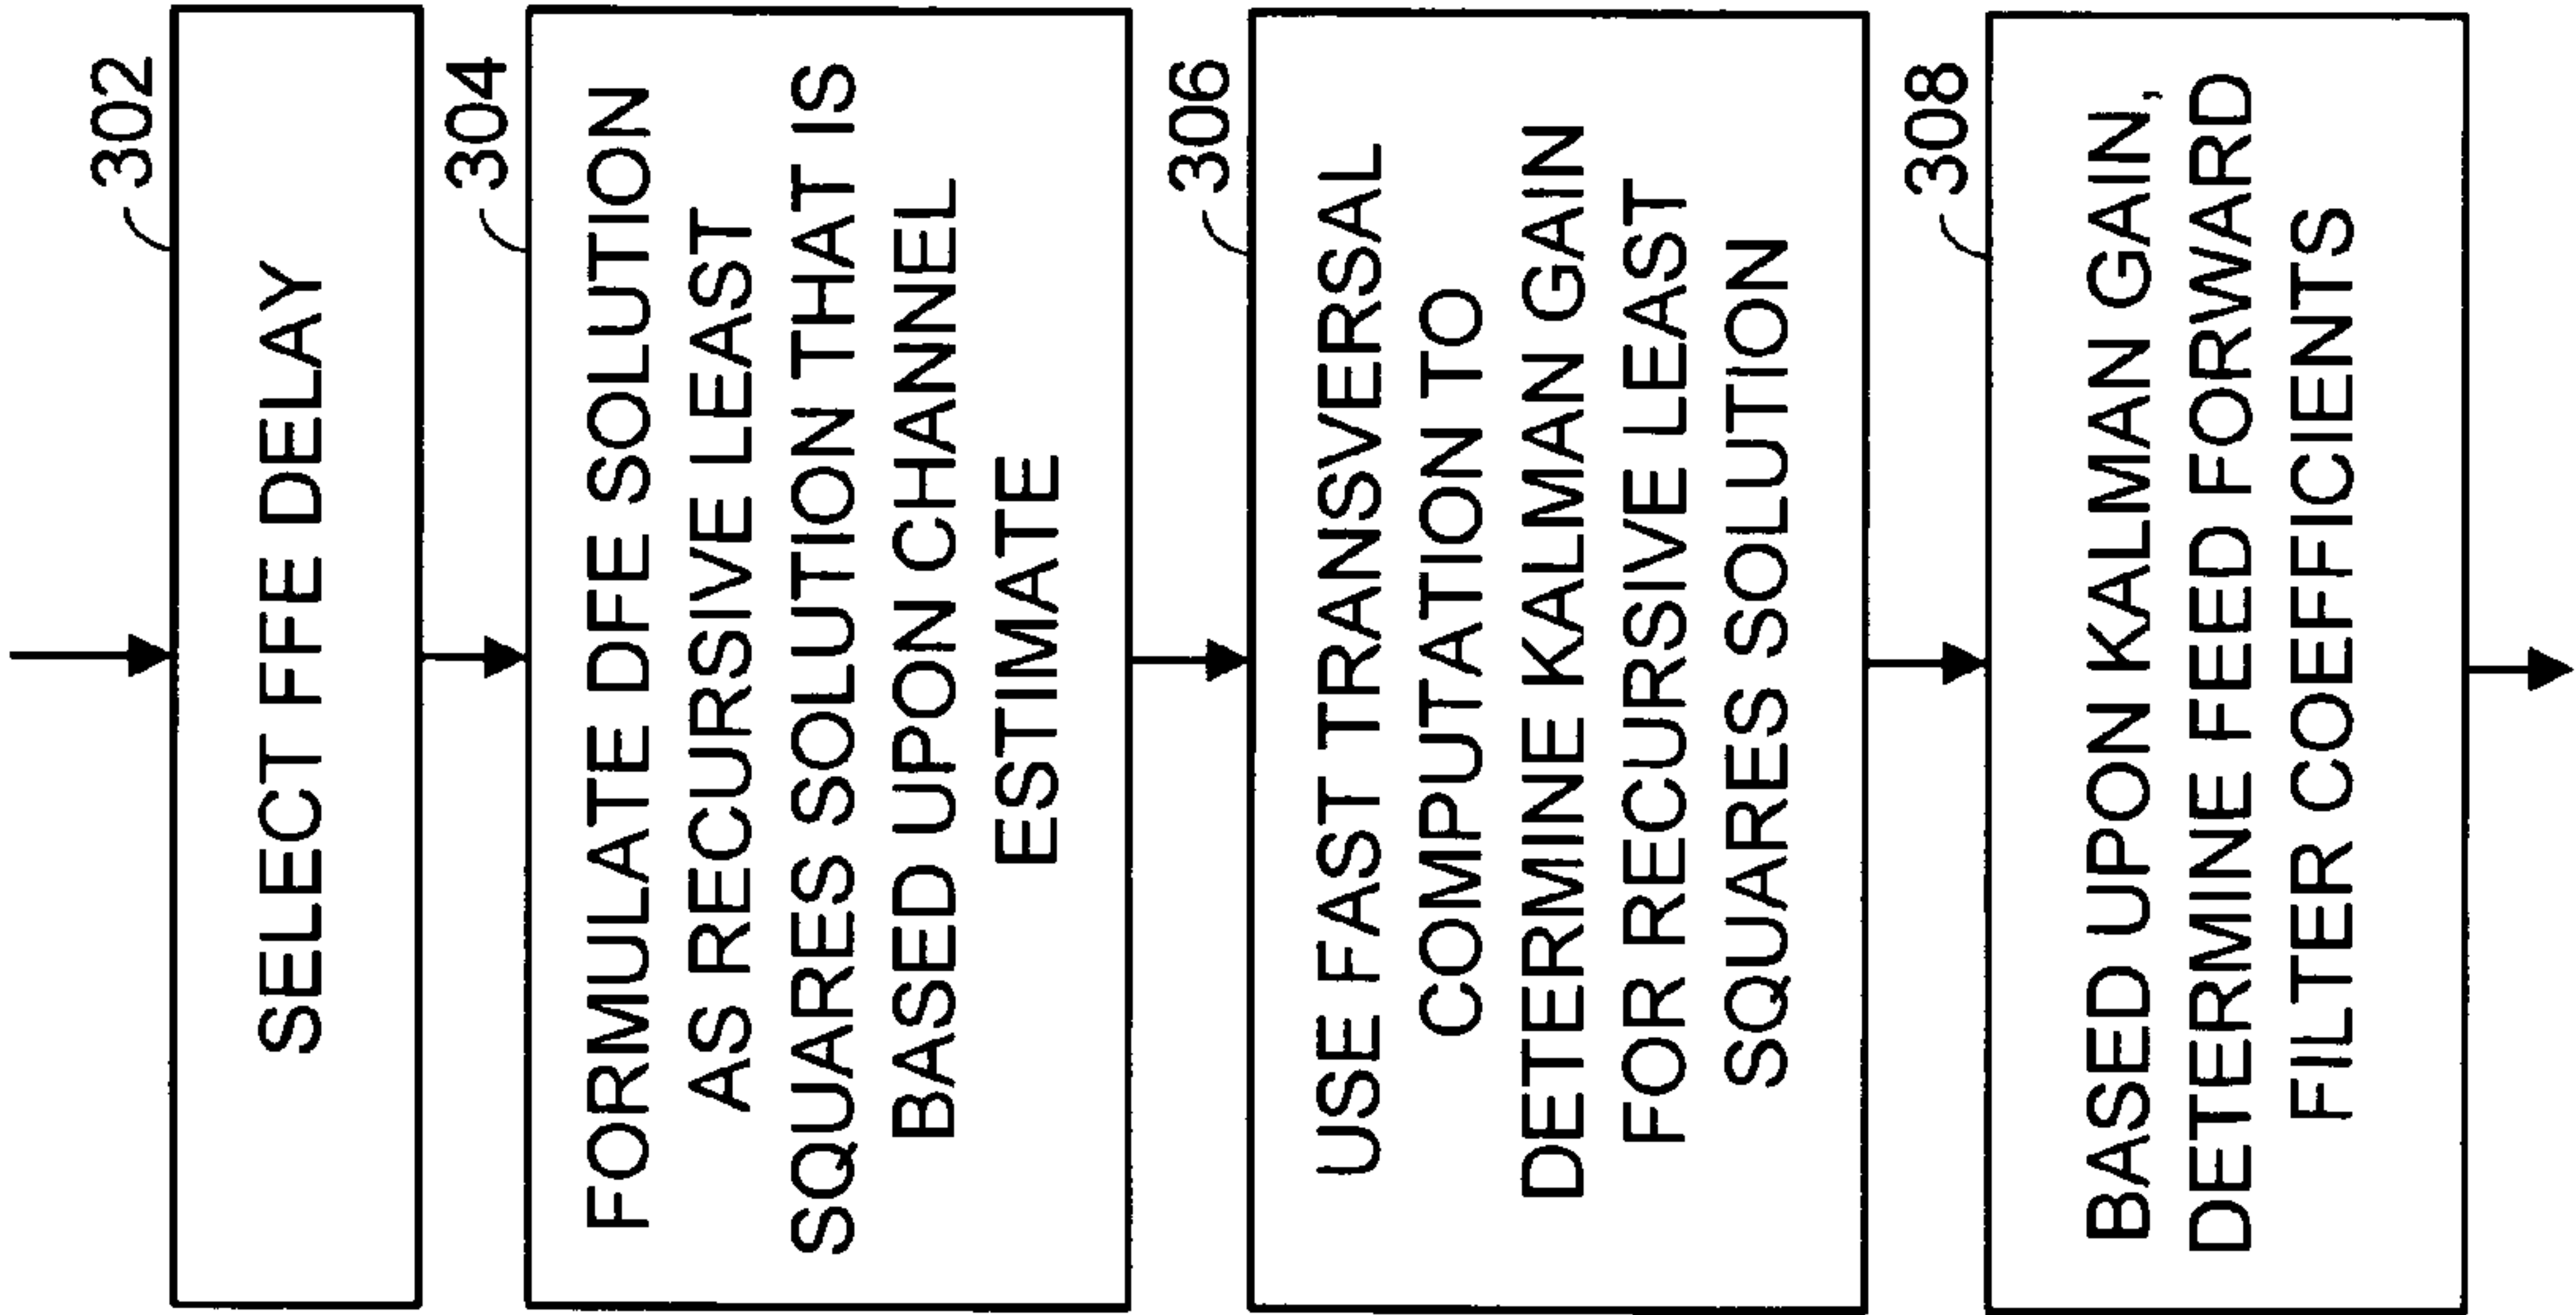 302
SELECT FFE DELAY
304
FORMULATE DFE SOLUTION
AS RECURSIVE LEAST
SQUARES SOLUTION THAT IS
BASED UPON CHANNEL
ESTIMATE
306
USE FAST TRANSVERSAL
COMPUTATION TO
DETERMINE KALMAN GAIN
FOR RECURSIVE LEAST
SQUARES SOLUTION
308
BASED UPON KALMAN GAIN,
DETERMINE FEED FORWARD
FILTER COEFFICIENTS